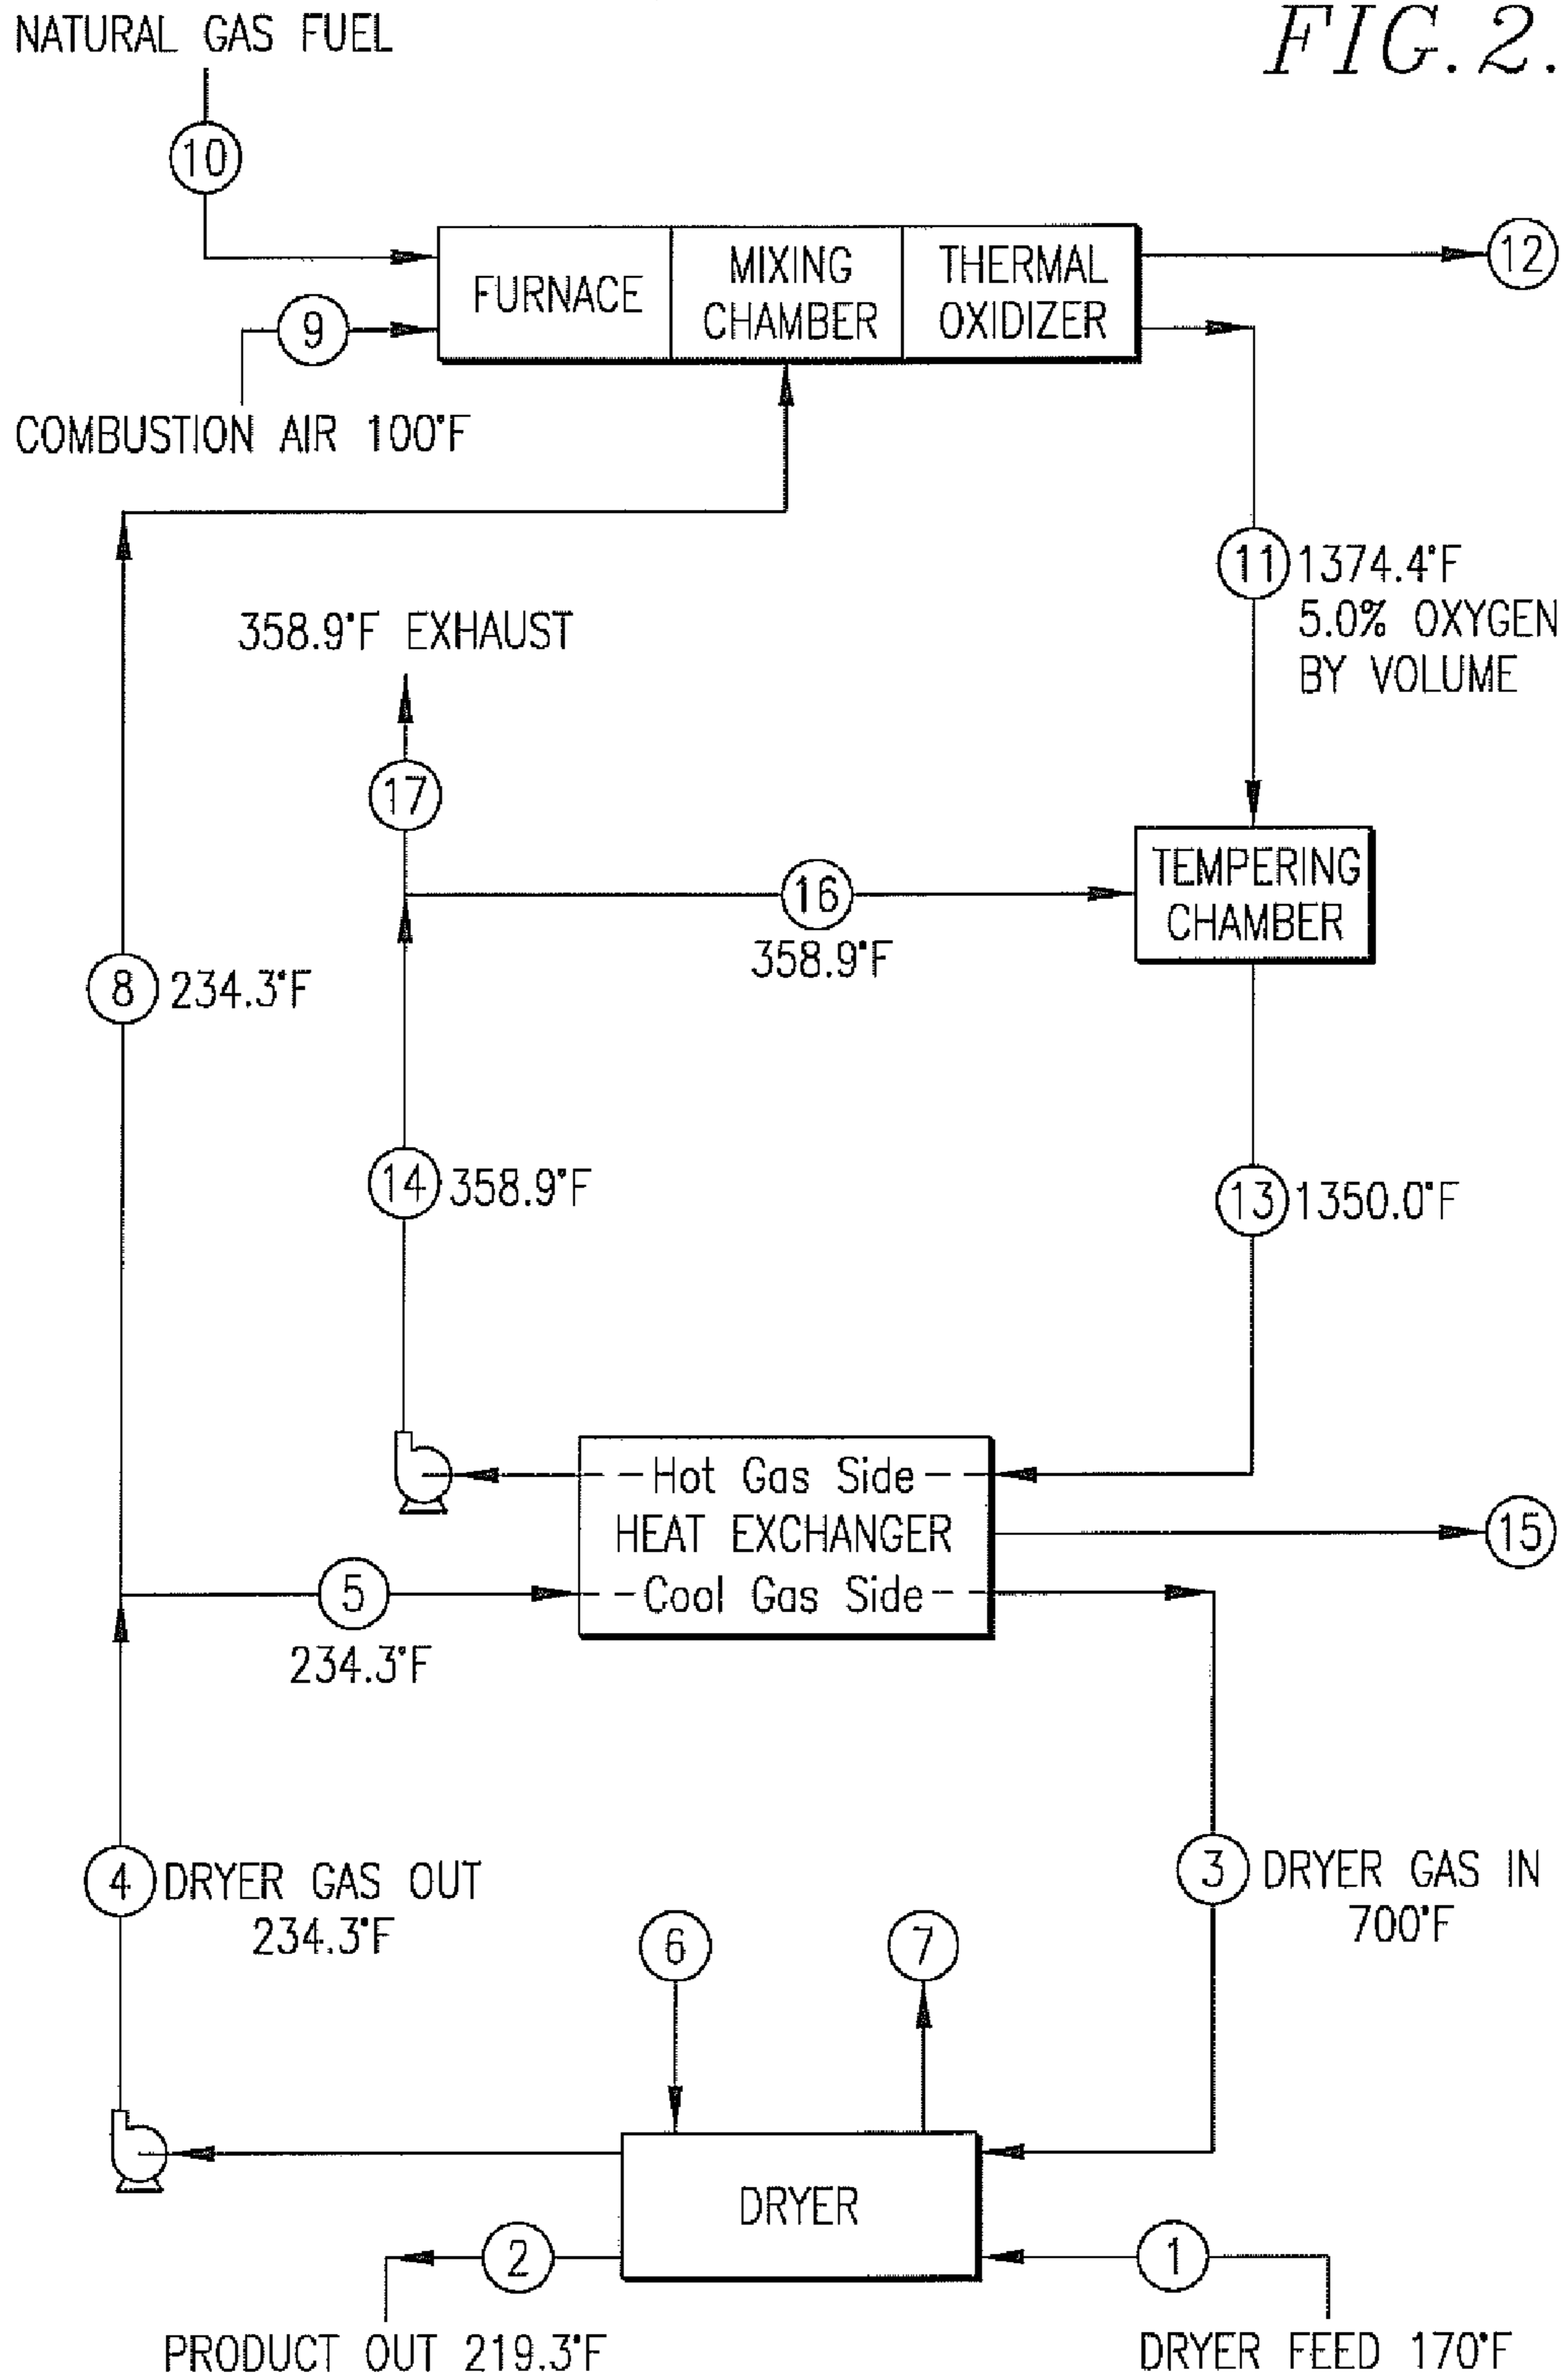 FIG. 2.
NATURAL GAS FUEL
10
FURNACE
MIXING
CHAMBER
THERMAL
OXIDIZER
12
9
COMBUSTION AIR 100°F
11
1374.4°F
5.0% OXYGEN
BY VOLUME
358.9°F EXHAUST
17
16
358.9°F
TEMPERING
CHAMBER
8
234.3°F
14
358.9°F
13
1350.0°F
Hot Gas Side
HEAT EXCHANGER
Cool Gas Side
15
5
234.3°F
4
DRYER GAS OUT
234.3°F
3
DRYER GAS IN
700°F
6
7
DRYER
2
1
PRODUCT OUT 219.3°F
DRYER FEED 170°F